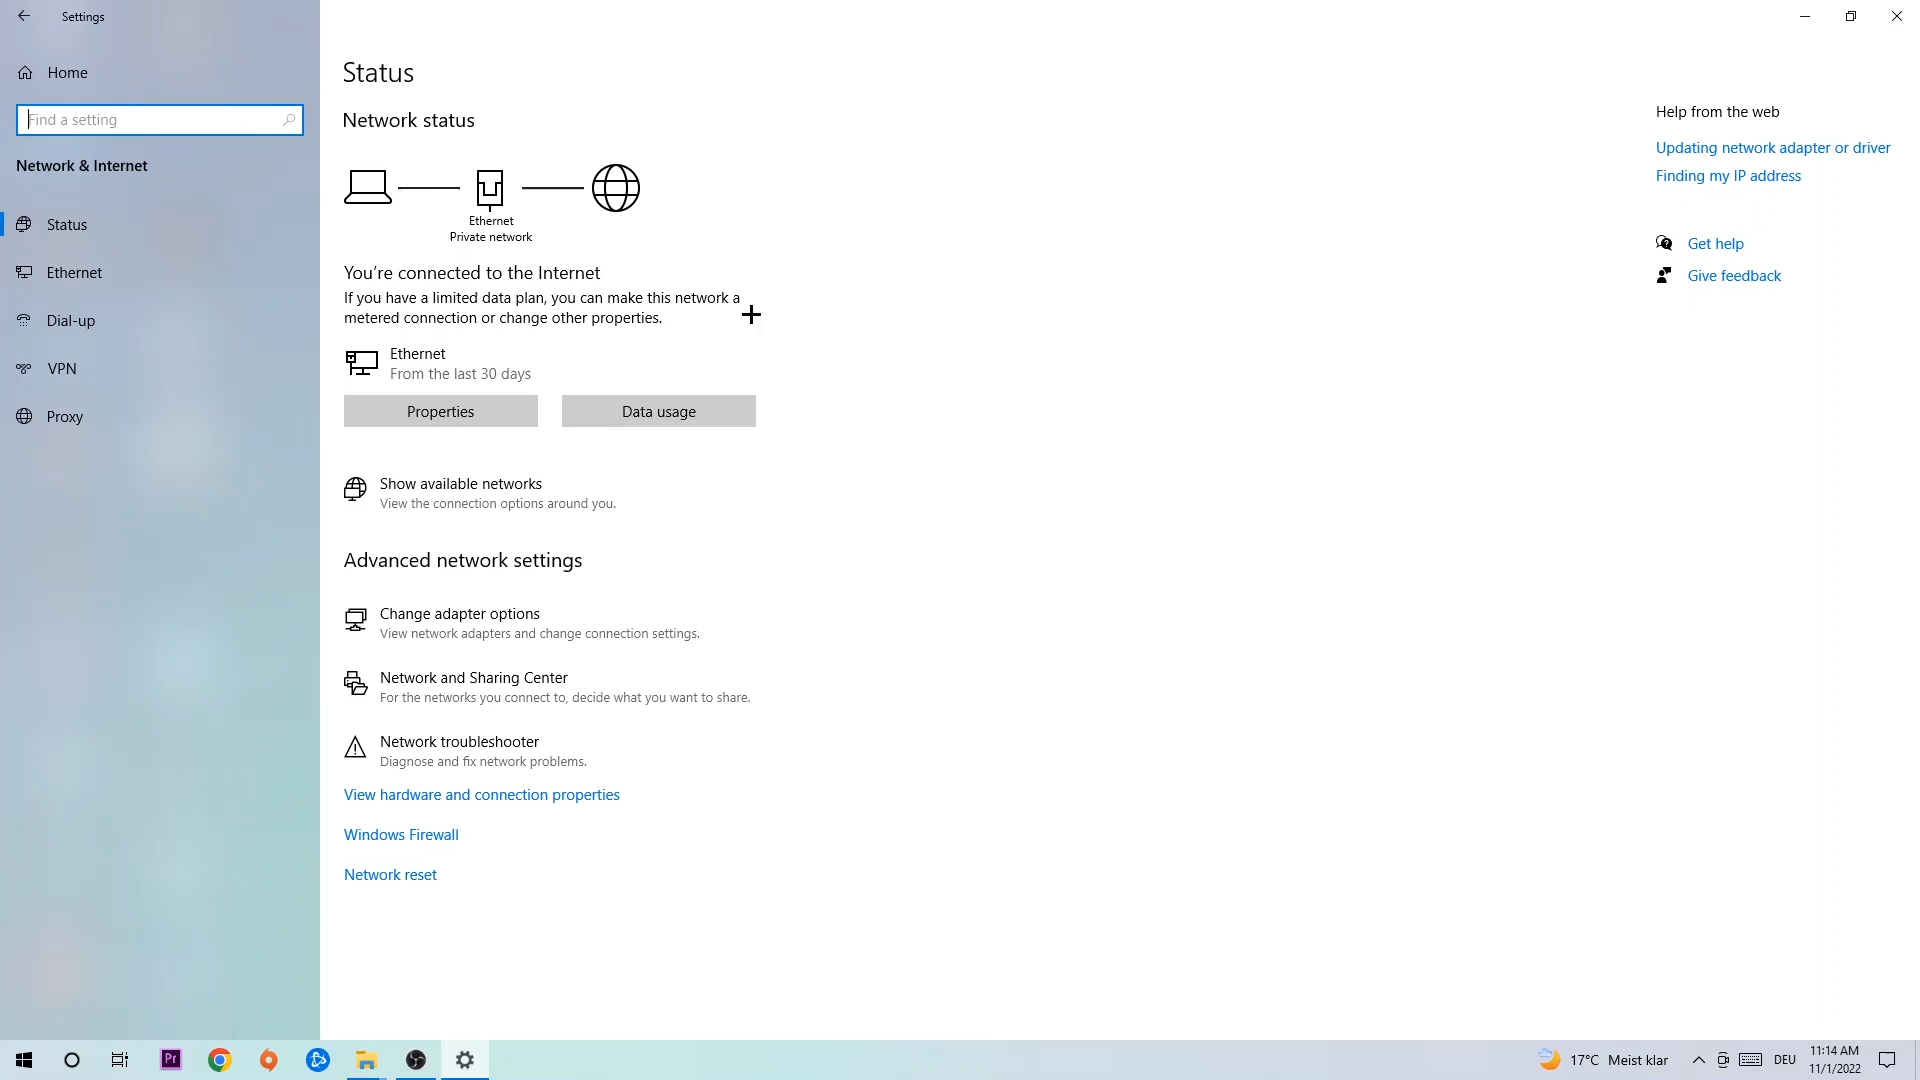 Settings
Home
Find a setting
Network & Internet
Status
Ethernet
Dial-up
VPN
Proxy
Status
Network status
Ethernet
Private network
You're connected to the Internet
If you have a limited data plan, you can make this network a
metered connection or change other properties.
Ethernet
From the last 30 days
Properties
Data usage
Show available networks
View the connection options around you.
Advanced network settings
Change adapter options
View network adapters and change connection settings.
Network and Sharing Center
For the networks you connect to, decide what you want to share.
Network troubleshooter
Diagnose and fix network problems.
View hardware and connection properties
Windows Firewall
Network reset
Help from the web
Updating network adapter or driver
Finding my IP address
Get help
Give feedback
Pr
17°C Meist klar
DEU
11:14 AM
11/1/2022